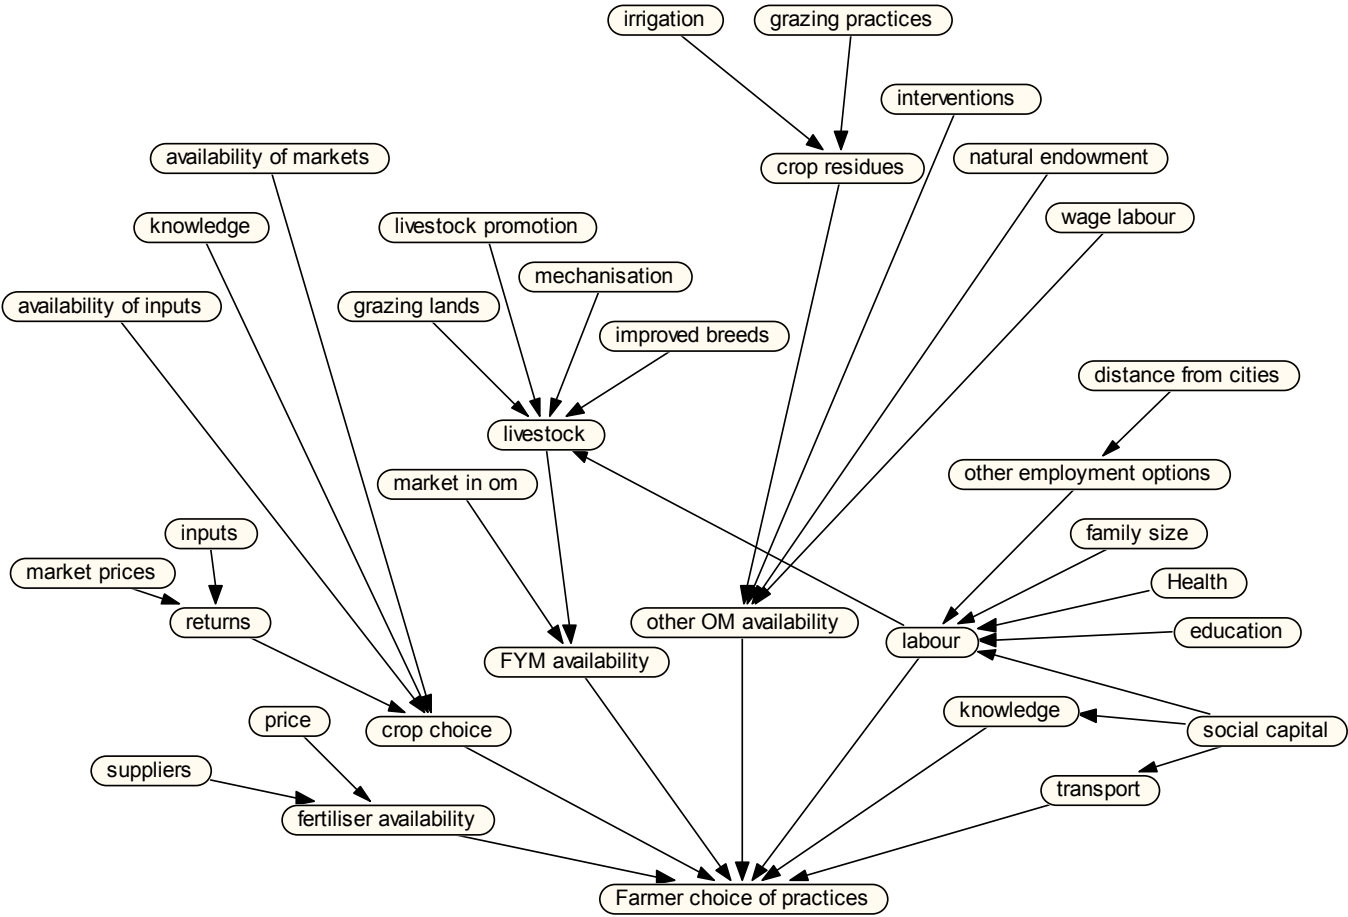 irrigation
grazing practices
interventions
availability of markets
crop residues
natural endowment
knowledge
livestock promotion
wage labour
mechanisation
availability of inputs
grazing lands
improved breeds
distance from cities
livestock
other employment options
market in om
inputs
family size
market prices
Health
returns
other OM availability
education
labour
FYM availability
knowledge
price
crop choice
social capital
suppliers
transport
fertiliser availability
Farmer choice of practices